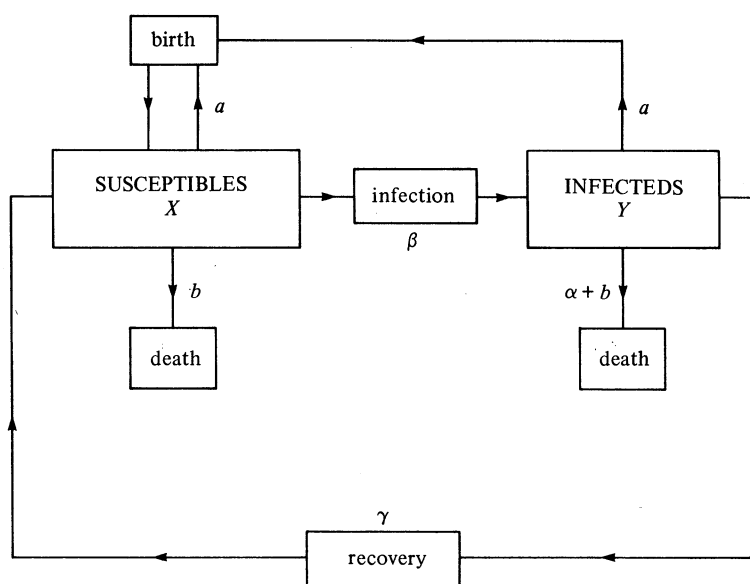 birth
a
a
SUSCEPTIBLES
X
infection
β
INFECTEDS
Y
b
α + b
death
death
γ
recovery